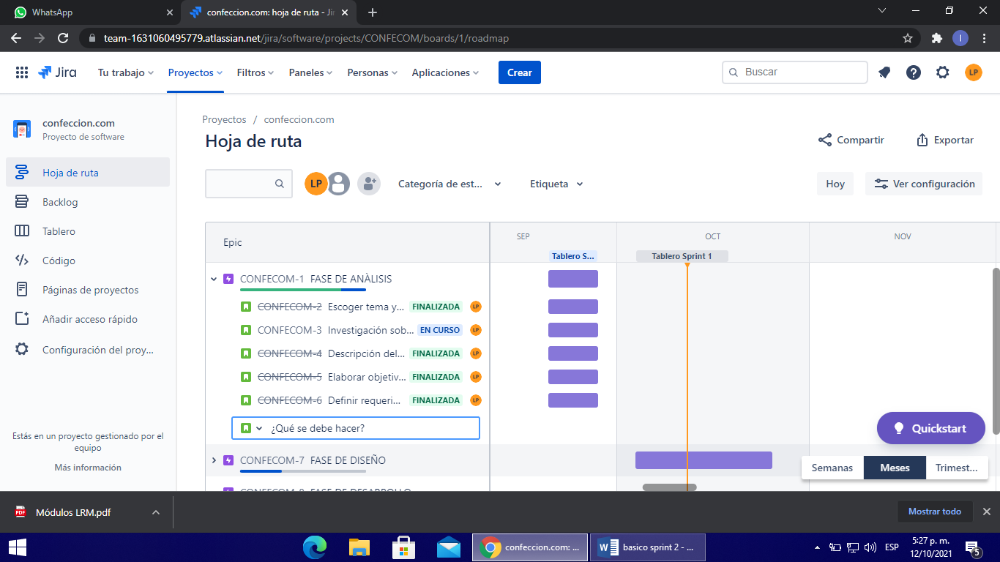 WhatsApp
confeccion.com: hoja de ruta - Jir
team-1631060495779.atlassian.net/jira/software/projects/CONFECOM/boards/1/roadmap
I
Jira
Tu trabajo
Proyectos
Filtros
Paneles
Personas
Aplicaciones
Crear
Buscar
LP
confeccion.com
Proyecto de software
Hoja de ruta
Backlog
Tablero
Código
Páginas de proyectos
Añadir acceso rápido
Configuración del proy...
Estás en un proyecto gestionado por el
equipo
Más información
Proyectos / confeccion.com
Hoja de ruta
Compartir
Exportar
LP
Categoría de est...
Etiqueta
Hoy
Ver configuración
Epic
SEP
OCT
NOV
Tablero S...
Tablero Sprint 1
CONFECOM-1 FASE DE ANÀLISIS
CONFECOM-2 Escoger tema y... FINALIZADA LP
CONFECOM-3 Investigación sob... EN CURSO LP
CONFECOM-4 Descripción del... FINALIZADA LP
CONFECOM-5 Elaborar objetiv... FINALIZADA LP
CONFECOM-6 Definir requeri... FINALIZADA LP
¿Qué se debe hacer?
Quickstart
CONFECOM-7 FASE DE DISEÑO
Semanas
Meses
Trimest...
CONFECOM-8 FASE DE DESARROLLO
PDF
Módulos LRM.pdf
Mostrar todo
confeccion.com: ...
basico sprint 2 - ...
ESP
5:27 p. m.
12/10/2021
5